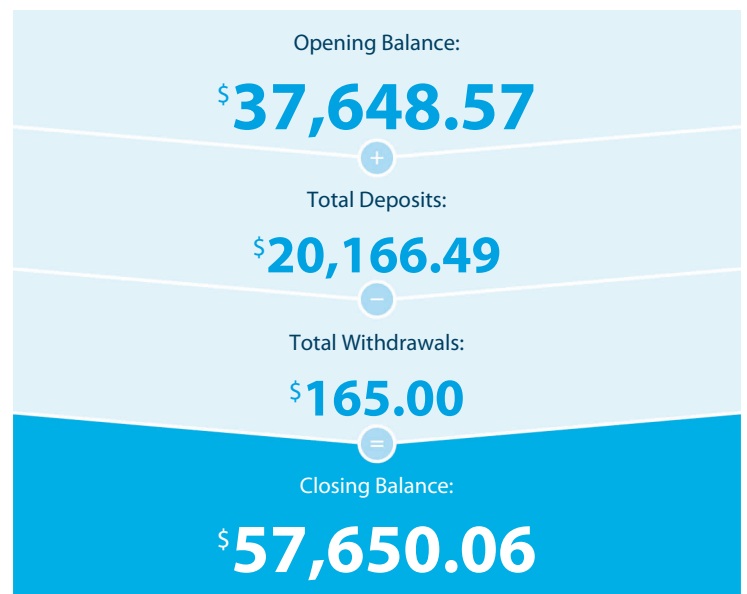 Opening Balance:
$37,648.57
+
Total Deposits:
$20,166.49
−
Total Withdrawals:
$165.00
=
Closing Balance:
$57,650.06